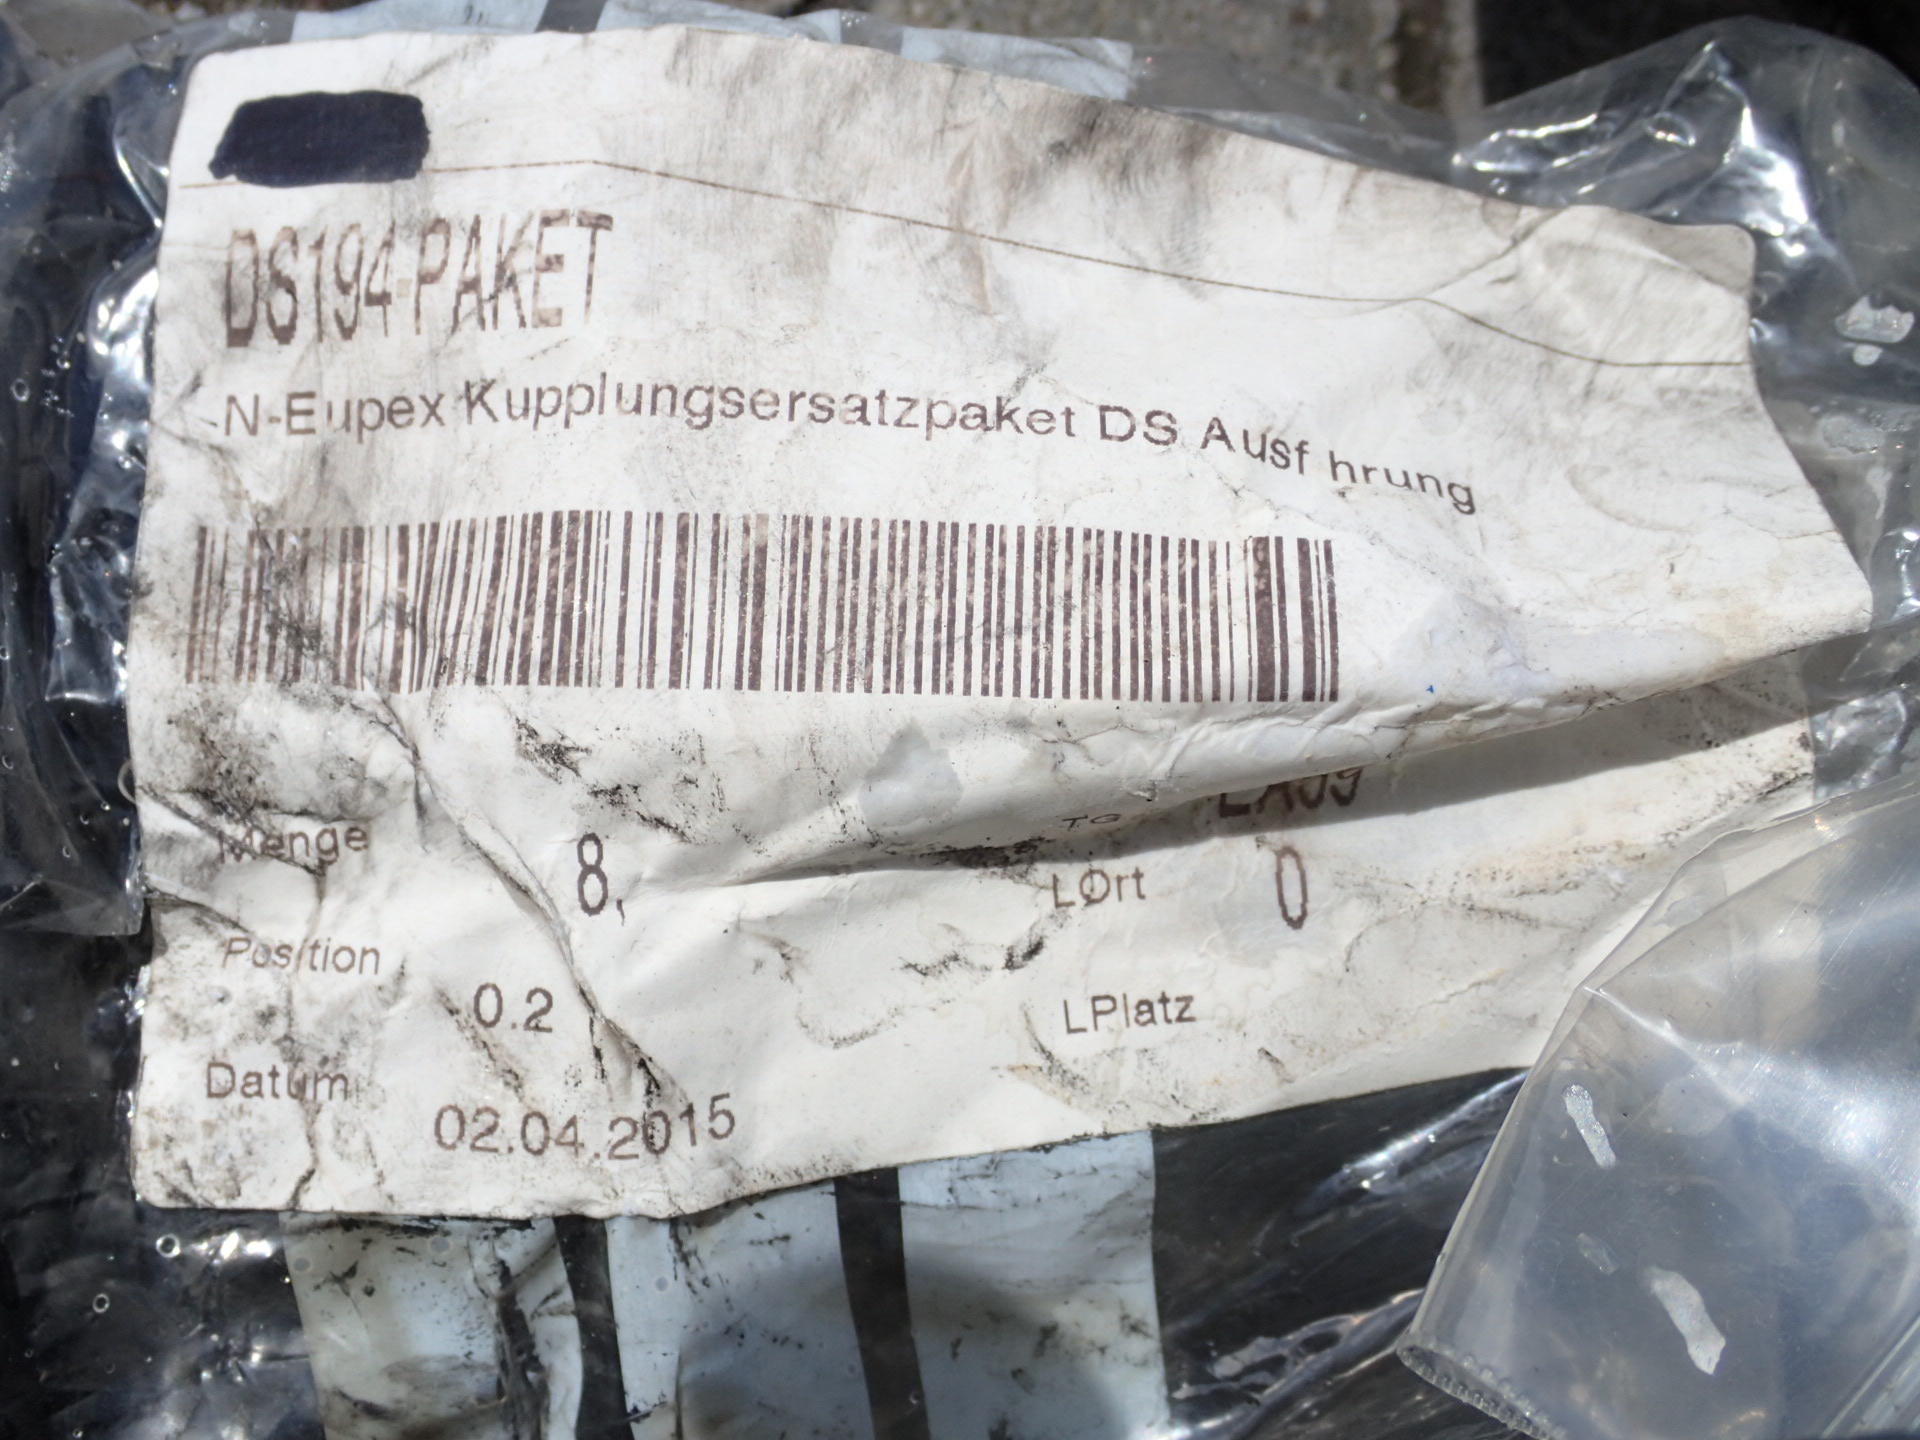 DS194-PAKET
N-Eupex Kupplungsersatzpaket DS Ausf hrung
Menge 8, TG
LOrt 0
Position 0.2 LPlatz
Datum 02.04.2015